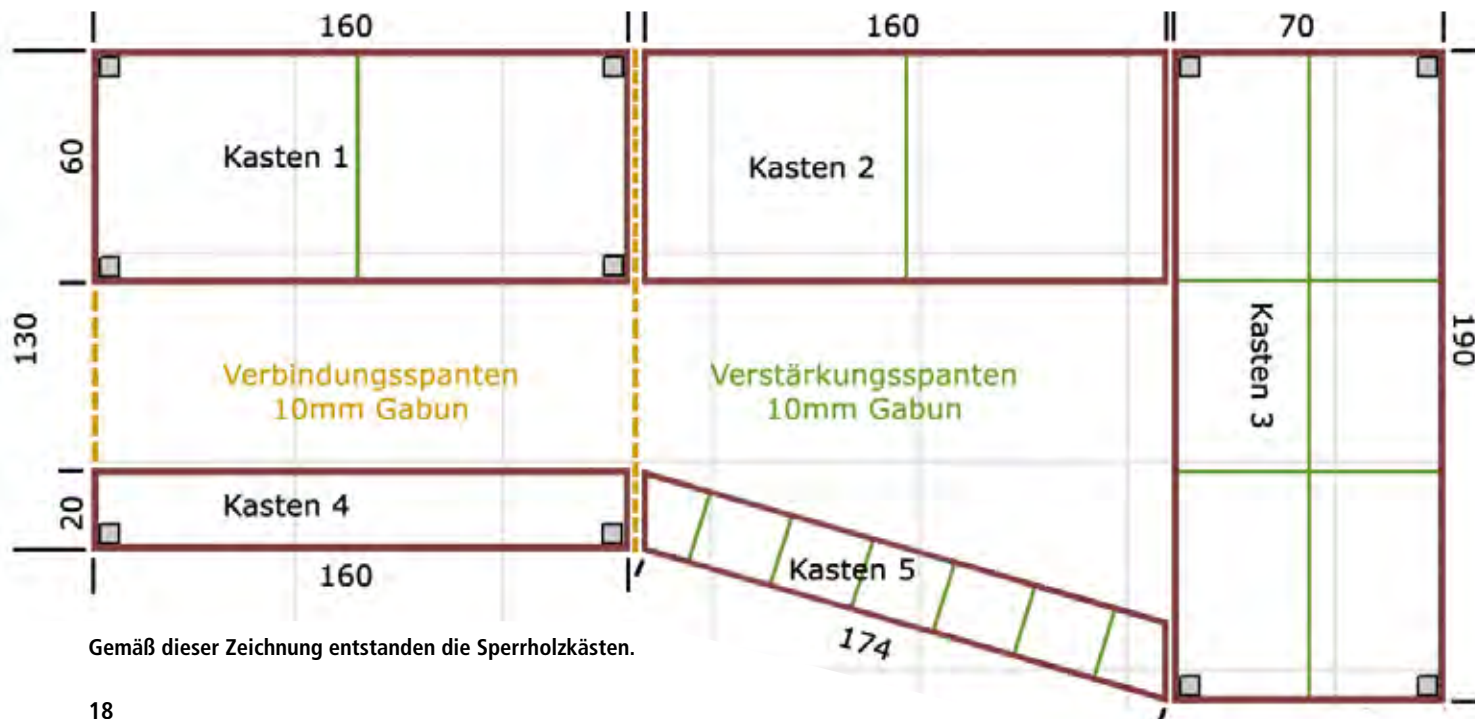 160
160
70
60
Kasten 1
Kasten 2
130
Verbindungsspanten
10mm Gabun
Verstärkungsspanten
10mm Gabun
Kasten 3
190
20
Kasten 4
Kasten 5
160
174
Gemäß dieser Zeichnung entstanden die Sperrholzkästen.
18